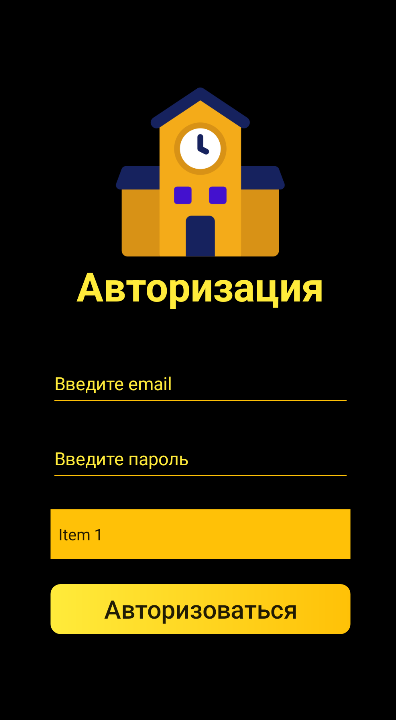 Авторизация
Введите email
Введите пароль
Item 1
Авторизоваться